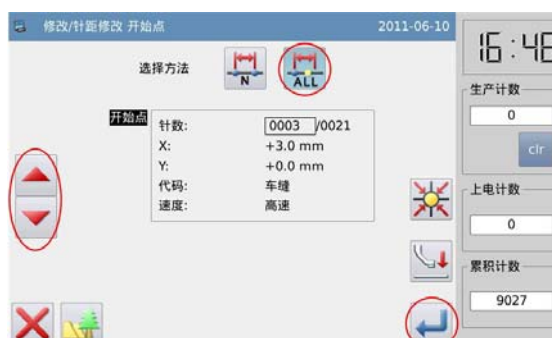 修改/针距修改 开始点
2011-06-10
16:46
选择方法
N
ALL
生产计数
0
clr
开始点
针数: 0003 /0021
X: +3.0 mm
Y: +0.0 mm
代码: 车缝
速度: 高速
上电计数
0
累积计数
9027